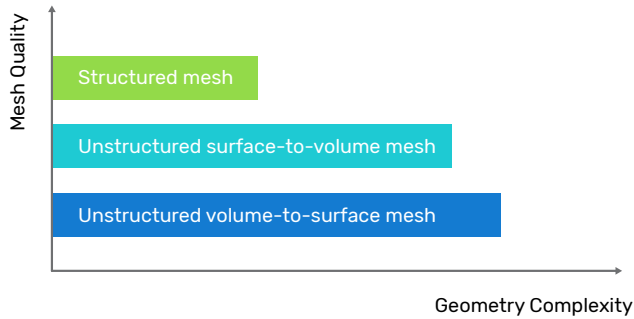 Mesh Quality
Structured mesh
Unstructured surface-to-volume mesh
Unstructured volume-to-surface mesh
Geometry Complexity